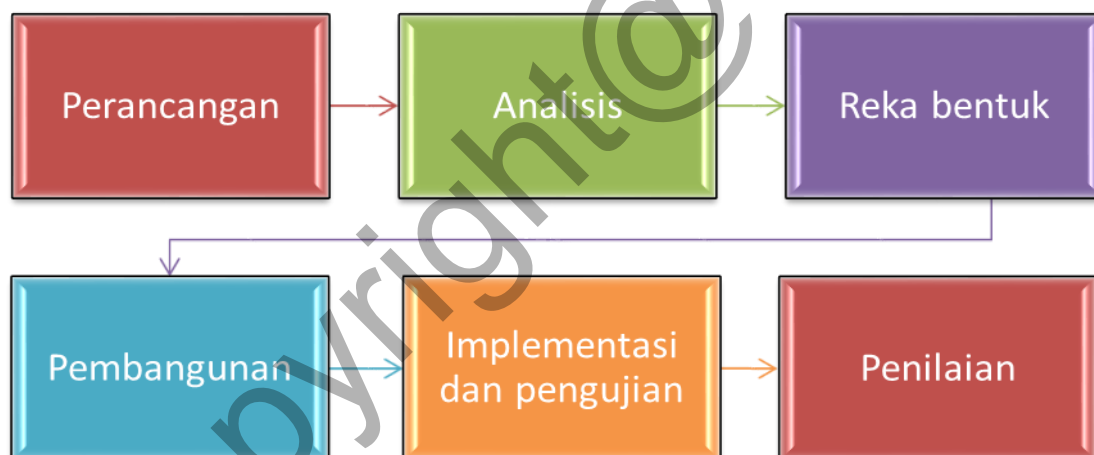 Perancangan
Analisis
Reka bentuk
Pembangunan
Implementasi
dan pengujian
Penilaian
pyright@